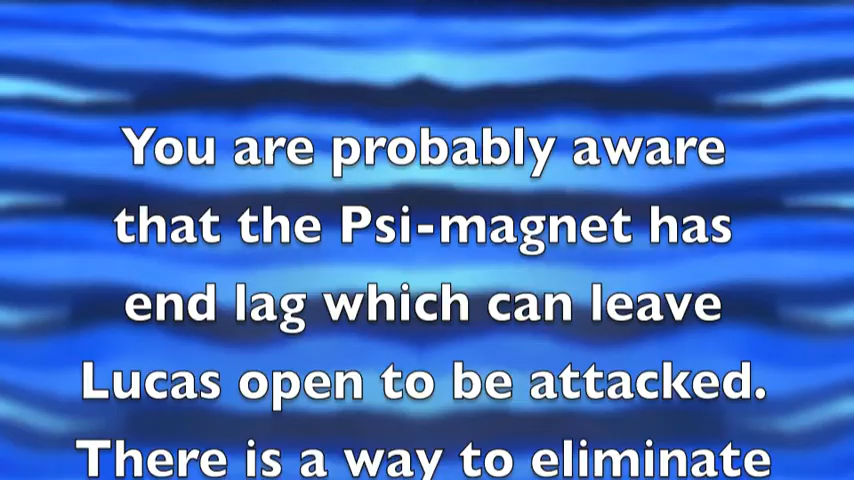 You are probably aware
that the Psi-magnet has
end lag which can leave
Lucas open to be attacked.
There is a way to eliminate